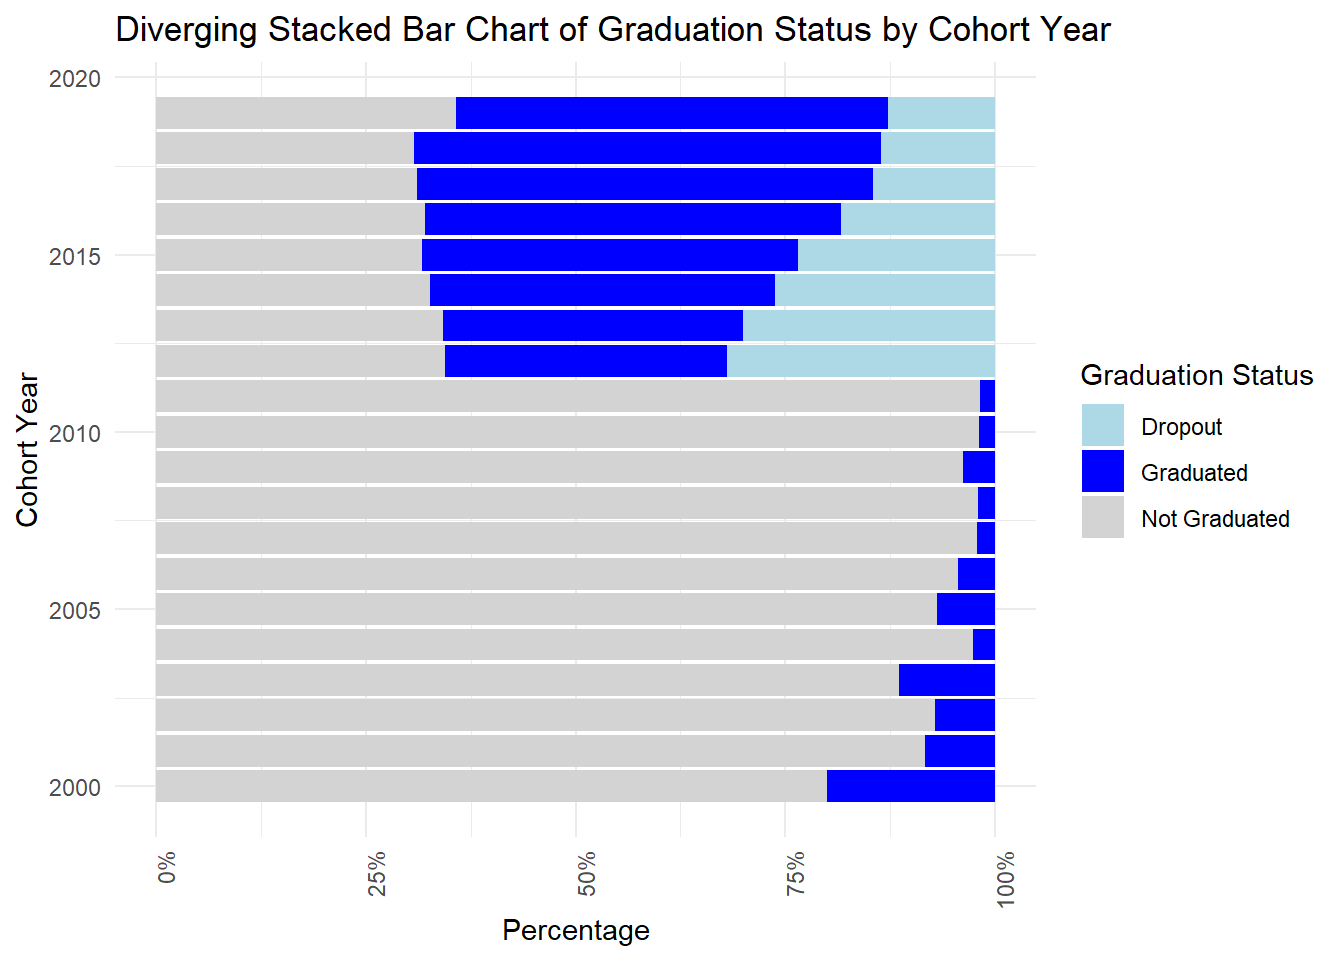 Diverging Stacked Bar Chart of Graduation Status by Cohort Year
2020
2015
2010
2005
2000
Cohort Year
0%
25%
50%
75%
100%
Percentage
Graduation Status
Dropout
Graduated
Not Graduated